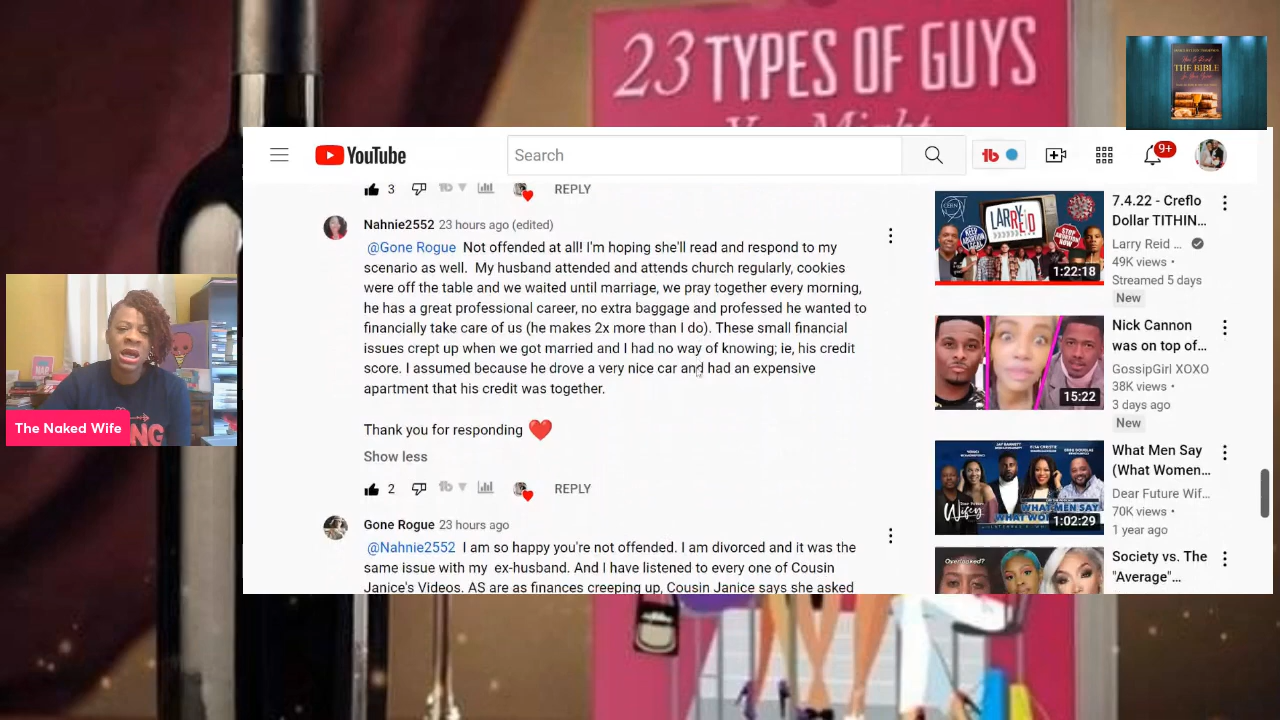 23 TYPES OF GUYS
You Might
THE BIBLE
YouTube
Search
9+
3
REPLY
Nahnie2552 23 hours ago (edited)
@Gone Rogue Not offended at all! I'm hoping she'll read and respond to my
scenario as well. My husband attended and attends church regularly, cookies
were off the table and we waited until marriage, we pray together every morning,
he has a great professional career, no extra baggage and professed he wanted to
financially take care of us (he makes 2x more than I do). These small financial
issues crept up when we got married and I had no way of knowing; ie, his credit
score. I assumed because he drove a very nice car and had an expensive
apartment that his credit was together.
Thank you for responding
Show less
2
REPLY
Gone Rogue 23 hours ago
@Nahnie2552 I am so happy you're not offended. I am divorced and it was the
same issue with my ex-husband. And I have listened to every one of Cousin
Janice's Videos. AS are as finances creeping up, Cousin Janice says she asked
The Naked Wife
7.4.22 - Creflo
Dollar TITHIN...
Larry Reid ...
49K views •
Streamed 5 days
New
LARRY REID
1:22:18
Nick Cannon
was on top of...
GossipGirl XOXO
38K views •
3 days ago
New
15:22
What Men Say
(What Women...
Dear Future Wif...
70K views •
1 year ago
WHAT MEN SAY
1:02:29
Society vs. The
"Average"...
Overlooked?